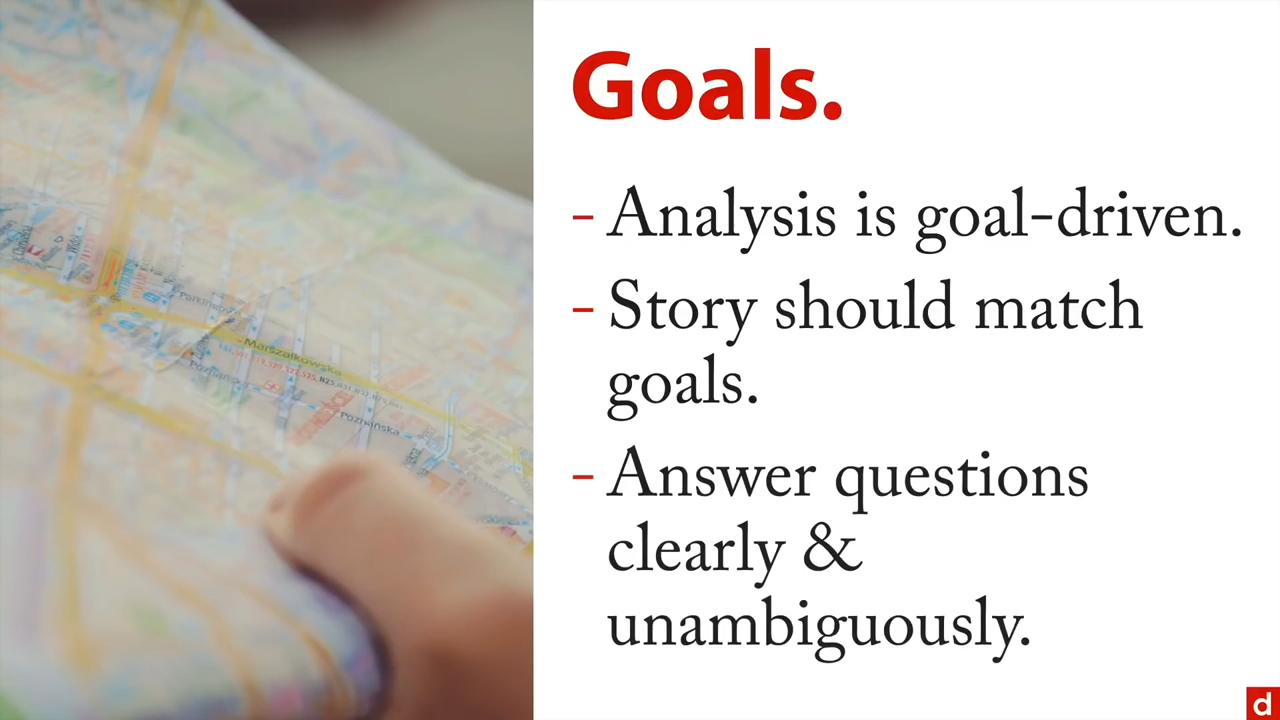 Goals.
- Analysis is goal-driven.
- Story should match
goals.
- Answer questions
clearly &
unambiguously.
Marszałkowska
Poznańska
d